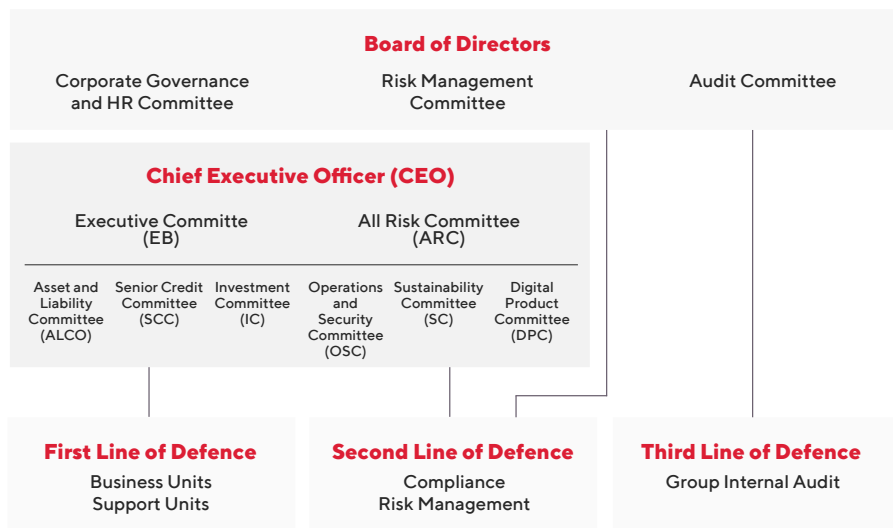 Board of Directors
Corporate Governance
and HR Committee
Risk Management
Committee
Audit Committee
Chief Executive Officer (CEO)
Executive Committe
(EB)
All Risk Committee
(ARC)
Asset and
Liability
Committee
(ALCO)
Senior Credit
Committee
(SCC)
Investment
Committee
(IC)
Operations
and
Security
Committee
(OSC)
Sustainability
Committee
(SC)
Digital
Product
Committee
(DPC)
First Line of Defence
Business Units
Support Units
Second Line of Defence
Compliance
Risk Management
Third Line of Defence
Group Internal Audit